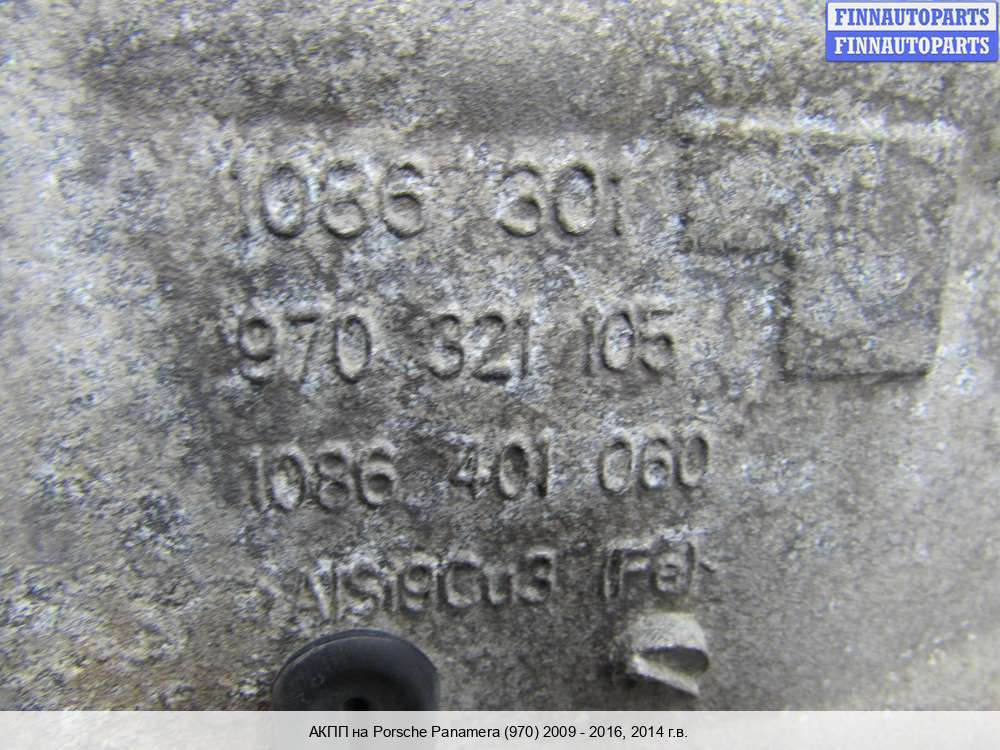 FINNAUTOPARTS
FINNAUTOPARTS
1086 301
970 321 105
1086 401 060
>AlSi9Cu3 (Fe)<
АКПП на Porsche Panamera (970) 2009 - 2016, 2014 г.в.